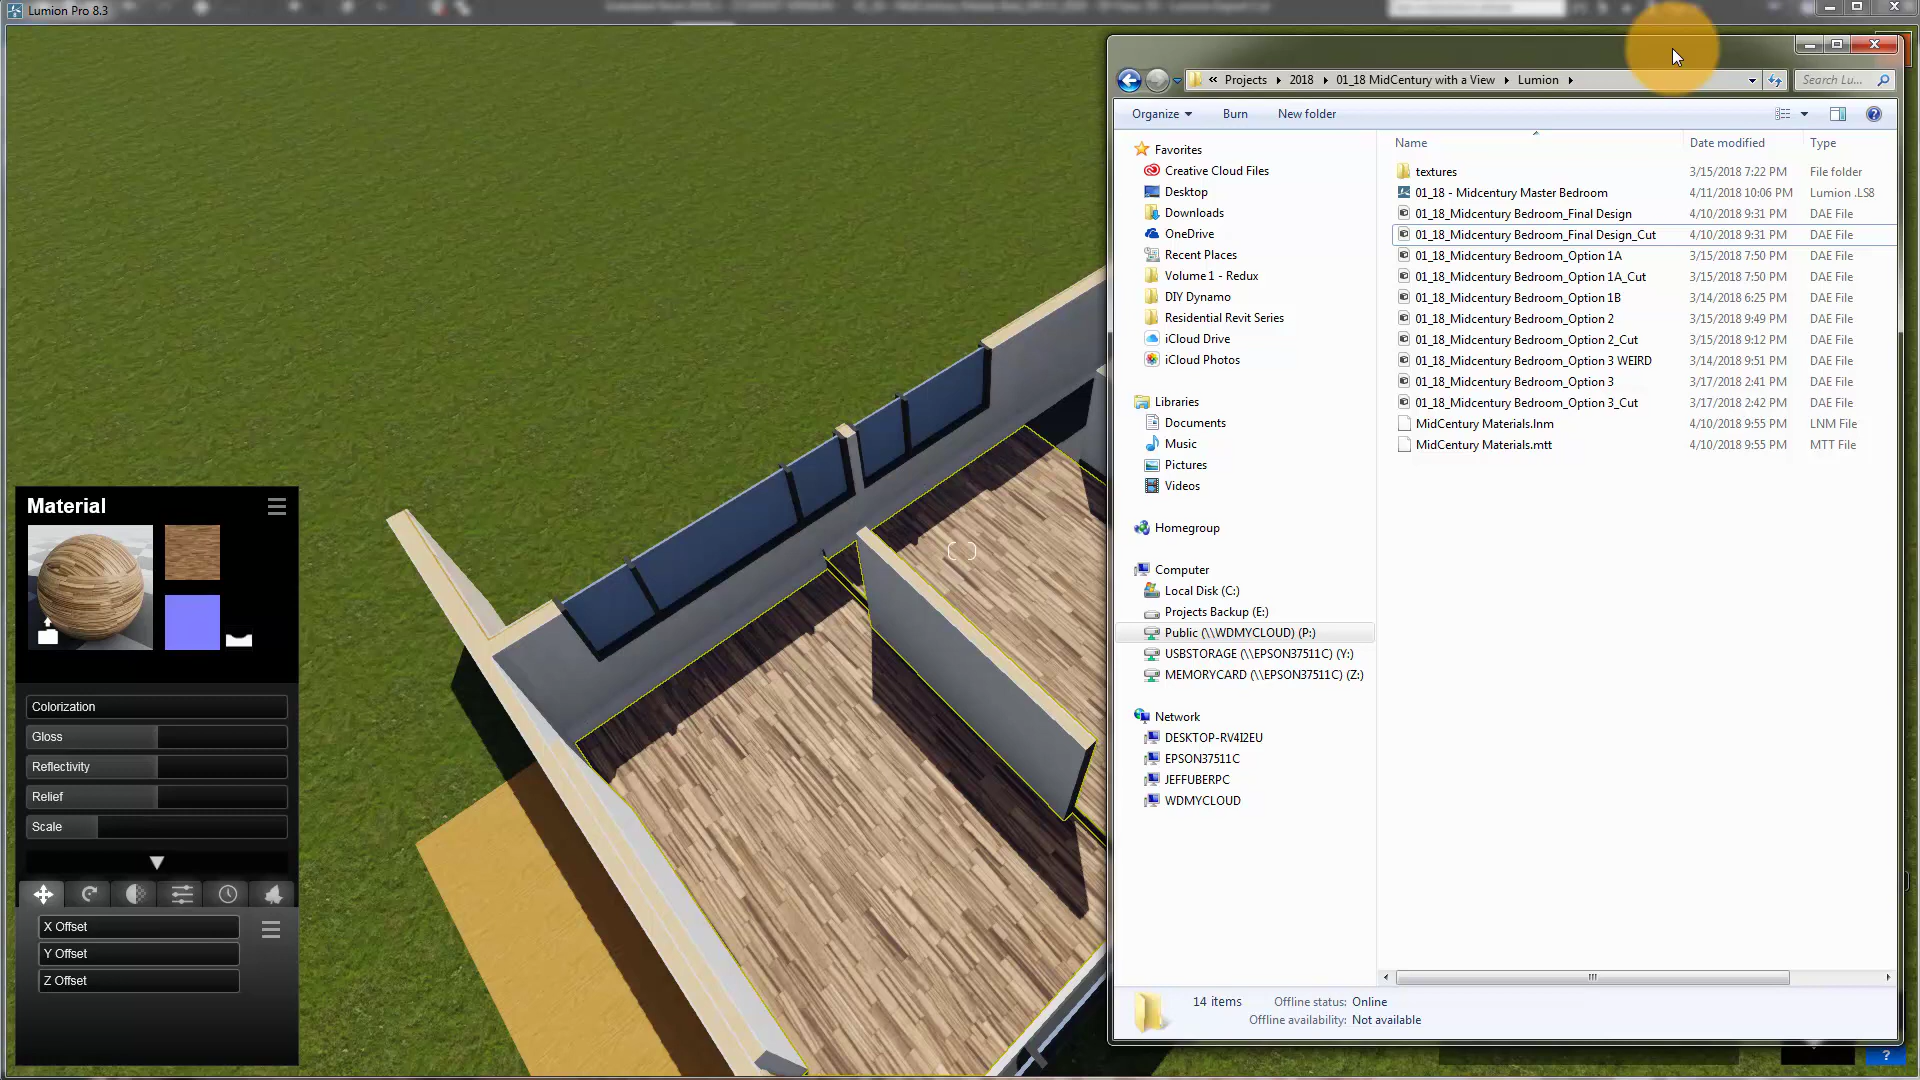 Lumion Pro 8.3
« Projects 2018 01_18 MidCentury with a View Lumion
Search Lu...
Organize Burn New folder
Name Date modified Type
Favorites
Creative Cloud Files
Desktop
Downloads
OneDrive
Recent Places
Volume 1 - Redux
DIY Dynamo
Residential Revit Series
iCloud Drive
iCloud Photos
Libraries
Documents
Music
Pictures
Videos
Homegroup
Computer
Local Disk (C:)
Projects Backup (E:)
Public (\\WDMYCLOUD) (P:)
USBSTORAGE (\\EPSON37511C) (Y:)
MEMORYCARD (\\EPSON37511C) (Z:)
Network
DESKTOP-RV4I2EU
EPSON37511C
JEFFUBERPC
WDMYCLOUD
textures 3/15/2018 7:22 PM File folder
01_18 - Midcentury Master Bedroom 4/11/2018 10:06 PM Lumion .LS8
01_18_Midcentury Bedroom_Final Design 4/10/2018 9:31 PM DAE File
01_18_Midcentury Bedroom_Final Design_Cut 4/10/2018 9:31 PM DAE File
01_18_Midcentury Bedroom_Option 1A 3/15/2018 7:50 PM DAE File
01_18_Midcentury Bedroom_Option 1A_Cut 3/15/2018 7:50 PM DAE File
01_18_Midcentury Bedroom_Option 1B 3/14/2018 6:25 PM DAE File
01_18_Midcentury Bedroom_Option 2 3/15/2018 9:49 PM DAE File
01_18_Midcentury Bedroom_Option 2_Cut 3/15/2018 9:12 PM DAE File
01_18_Midcentury Bedroom_Option 3 WEIRD 3/14/2018 9:51 PM DAE File
01_18_Midcentury Bedroom_Option 3 3/17/2018 2:41 PM DAE File
01_18_Midcentury Bedroom_Option 3_Cut 3/17/2018 2:42 PM DAE File
MidCentury Materials.lnm 4/10/2018 9:55 PM LNM File
MidCentury Materials.mtt 4/10/2018 9:55 PM MTT File
14 items Offline status: Online
Offline availability: Not available
Material
Colorization
Gloss
Reflectivity
Relief
Scale
X Offset
Y Offset
Z Offset
?